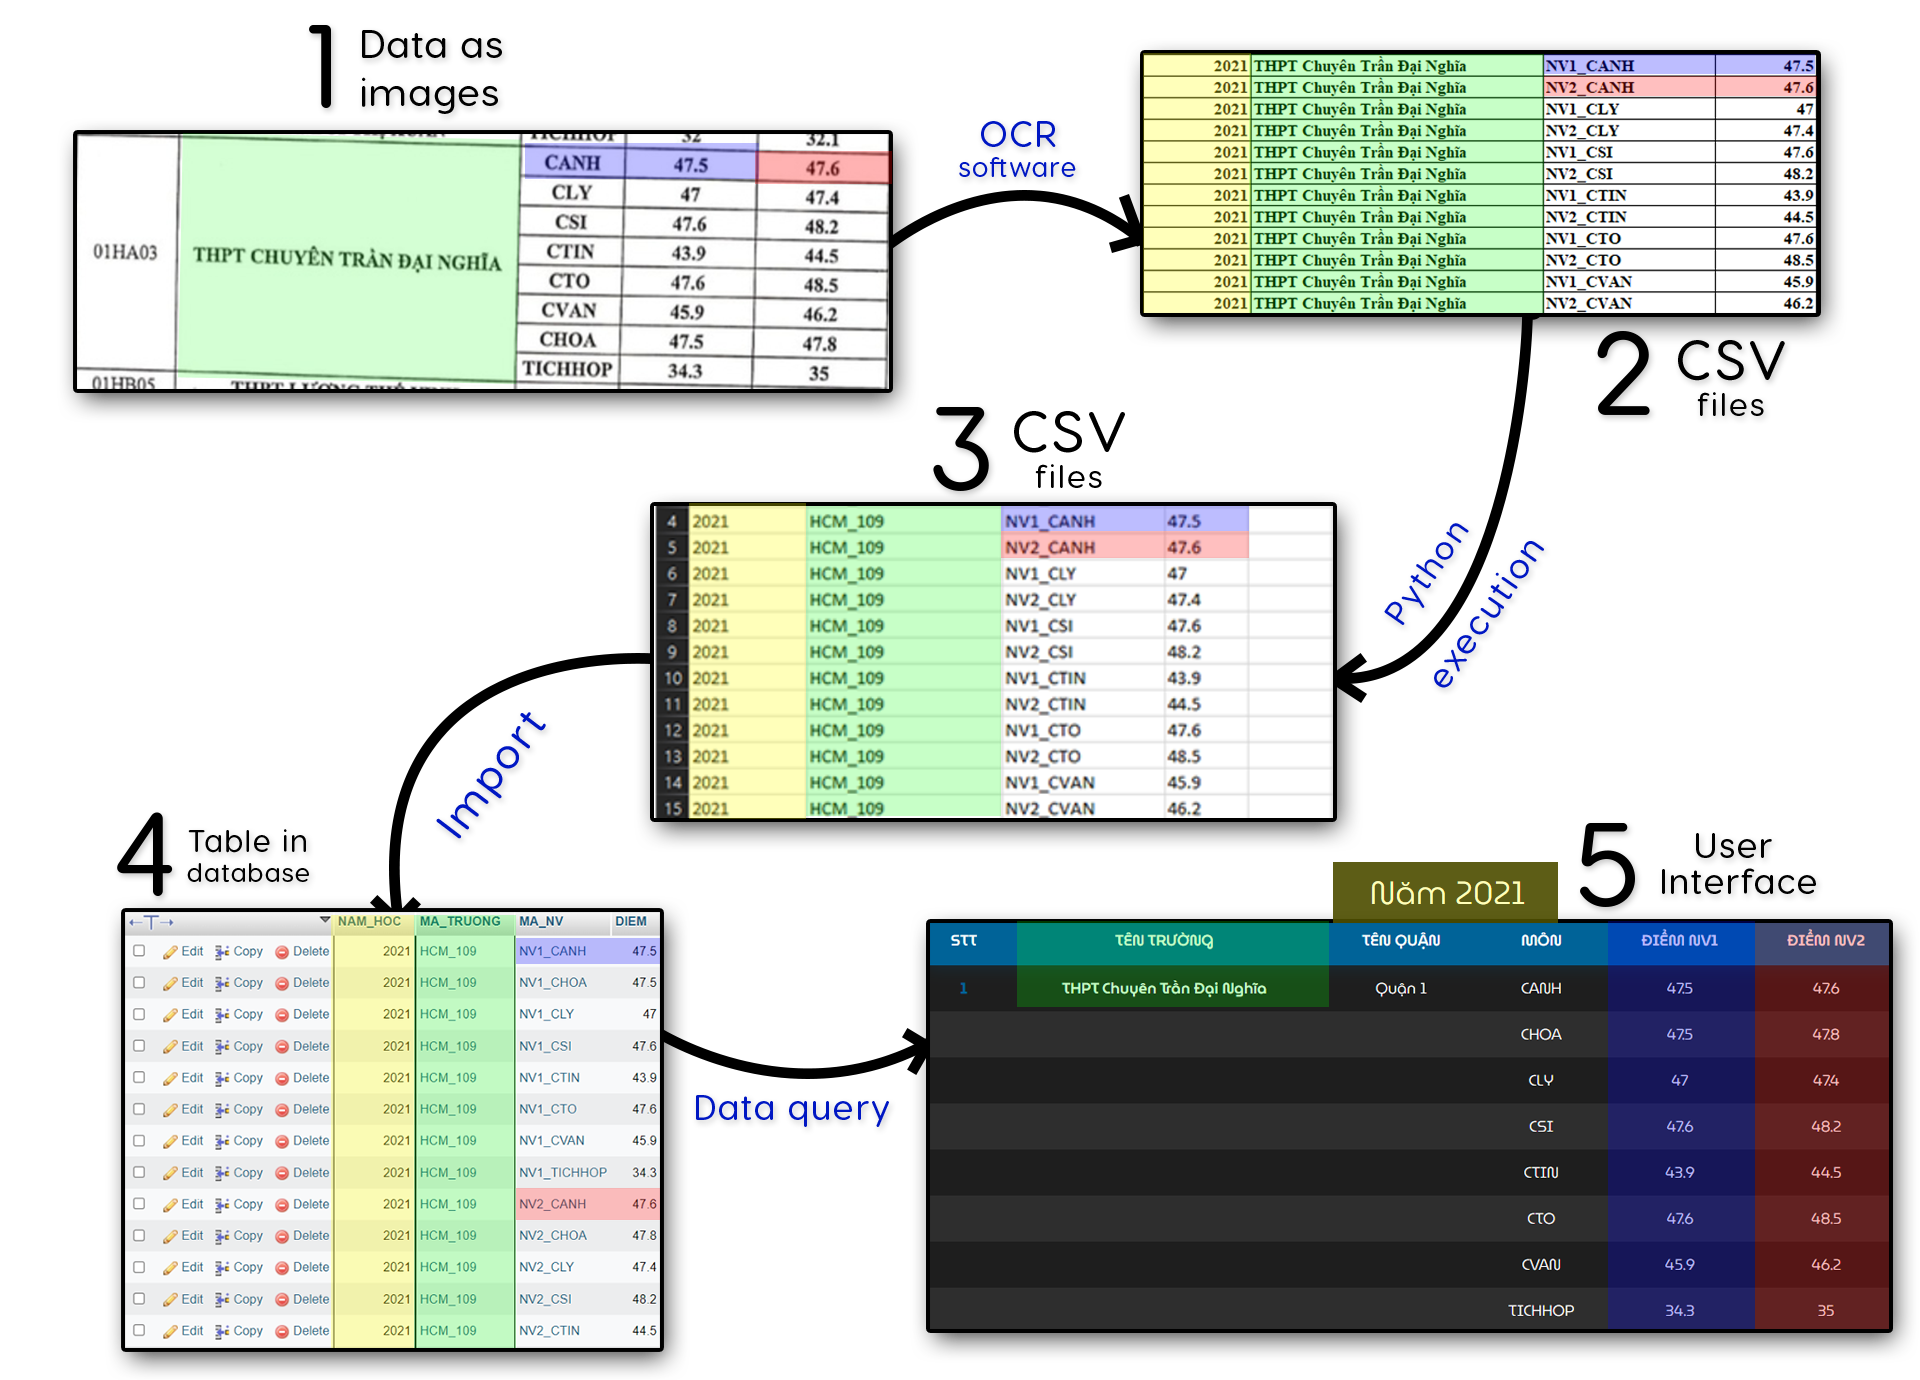 1 Data as
images
TICHHOP 32 32.1
CANH 47.5 47.6
CLY 47 47.4
CSI 47.6 48.2
01HA03 THPT CHUYÊN TRẦN ĐẠI NGHĨA CTIN 43.9 44.5
CTO 47.6 48.5
CVAN 45.9 46.2
CHOA 47.5 47.8
TICHHOP 34.3 35
01HB05 THPT LƯƠNG THẾ VINH
OCR
software
2021 THPT Chuyên Trần Đại Nghĩa NV1_CANH 47.5
2021 THPT Chuyên Trần Đại Nghĩa NV2_CANH 47.6
2021 THPT Chuyên Trần Đại Nghĩa NV1_CLY 47
2021 THPT Chuyên Trần Đại Nghĩa NV2_CLY 47.4
2021 THPT Chuyên Trần Đại Nghĩa NV1_CSI 47.6
2021 THPT Chuyên Trần Đại Nghĩa NV2_CSI 48.2
2021 THPT Chuyên Trần Đại Nghĩa NV1_CTIN 43.9
2021 THPT Chuyên Trần Đại Nghĩa NV2_CTIN 44.5
2021 THPT Chuyên Trần Đại Nghĩa NV1_CTO 47.6
2021 THPT Chuyên Trần Đại Nghĩa NV2_CTO 48.5
2021 THPT Chuyên Trần Đại Nghĩa NV1_CVAN 45.9
2021 THPT Chuyên Trần Đại Nghĩa NV2_CVAN 46.2
2 CSV
files
Python
execution
3 CSV
files
4 2021 HCM_109 NV1_CANH 47.5
5 2021 HCM_109 NV2_CANH 47.6
6 2021 HCM_109 NV1_CLY 47
7 2021 HCM_109 NV2_CLY 47.4
8 2021 HCM_109 NV1_CSI 47.6
9 2021 HCM_109 NV2_CSI 48.2
10 2021 HCM_109 NV1_CTIN 43.9
11 2021 HCM_109 NV2_CTIN 44.5
12 2021 HCM_109 NV1_CTO 47.6
13 2021 HCM_109 NV2_CTO 48.5
14 2021 HCM_109 NV1_CVAN 45.9
15 2021 HCM_109 NV2_CVAN 46.2
Import
4 Table in
database
NAM_HOC MA_TRUONG MA_NV DIEM
Edit Copy Delete 2021 HCM_109 NV1_CANH 47.5
Edit Copy Delete 2021 HCM_109 NV1_CHOA 47.5
Edit Copy Delete 2021 HCM_109 NV1_CLY 47
Edit Copy Delete 2021 HCM_109 NV1_CSI 47.6
Edit Copy Delete 2021 HCM_109 NV1_CTIN 43.9
Edit Copy Delete 2021 HCM_109 NV1_CTO 47.6
Edit Copy Delete 2021 HCM_109 NV1_CVAN 45.9
Edit Copy Delete 2021 HCM_109 NV1_TICHHOP 34.3
Edit Copy Delete 2021 HCM_109 NV2_CANH 47.6
Edit Copy Delete 2021 HCM_109 NV2_CHOA 47.8
Edit Copy Delete 2021 HCM_109 NV2_CLY 47.4
Edit Copy Delete 2021 HCM_109 NV2_CSI 48.2
Edit Copy Delete 2021 HCM_109 NV2_CTIN 44.5
Data query
5 User
Interface
Năm 2021
STT TÊN TRƯỜNG TÊN QUẬN MÔN ĐIỂM NV1 ĐIỂM NV2
1 THPT Chuyên Trần Đại Nghĩa Quận 1 CANH 47.5 47.6
CHOA 47.5 47.8
CLY 47 47.4
CSI 47.6 48.2
CTIN 43.9 44.5
CTO 47.6 48.5
CVAN 45.9 46.2
TICHHOP 34.3 35